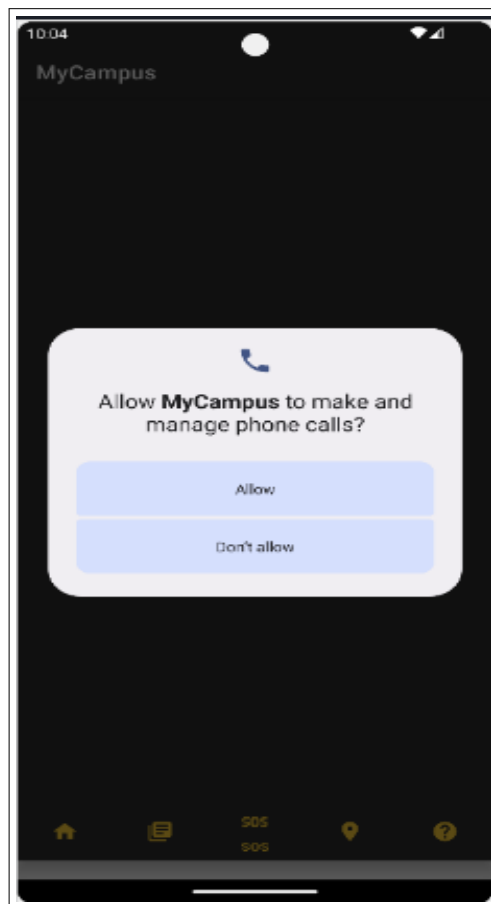 10:04
MyCampus
Allow MyCampus to make and
manage phone calls?
Allow
Don't allow
SOS
SOS